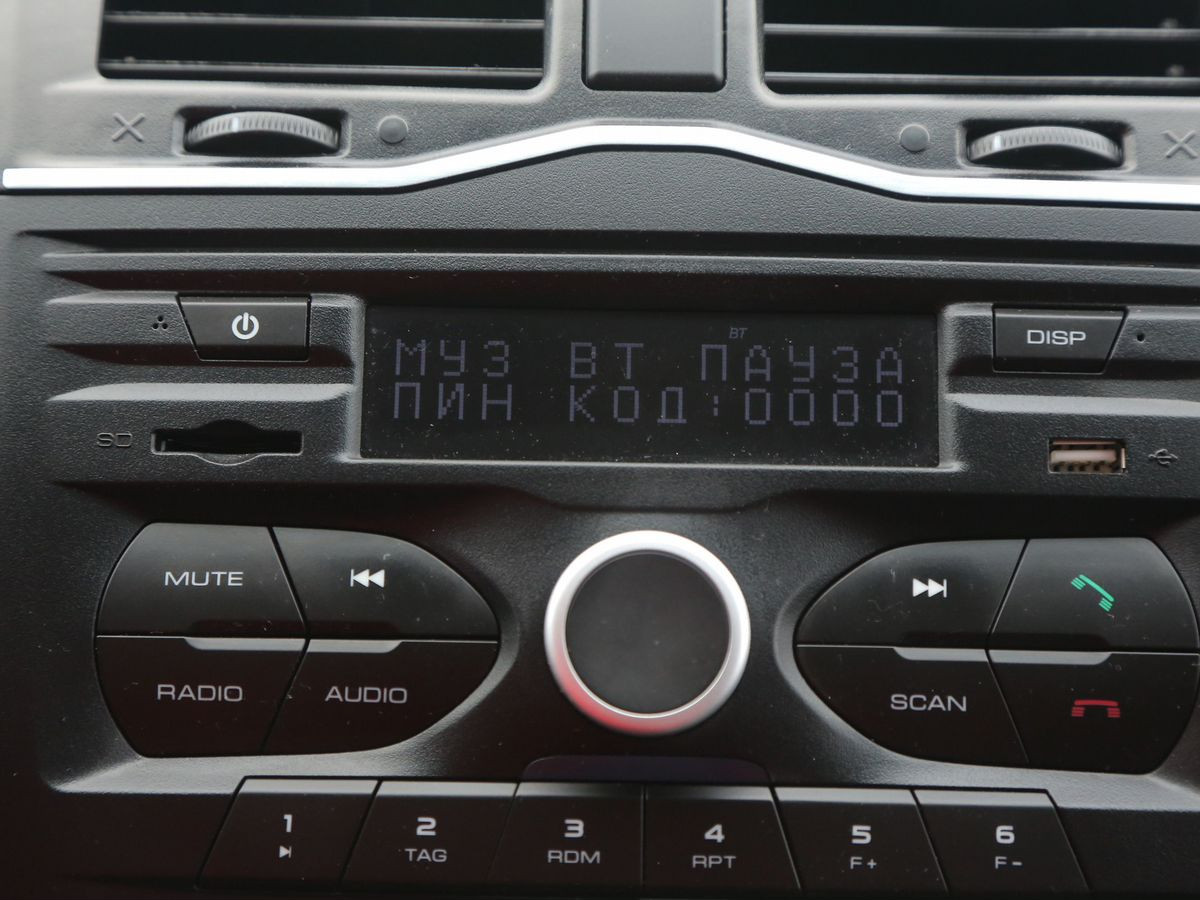 DISP
BT
МУЗ ВТ ПАУЗА
ПИН КОД:0000
SD
MUTE
RADIO
AUDIO
SCAN
1
2
TAG
3
RDM
4
RPT
5
F+
6
F-